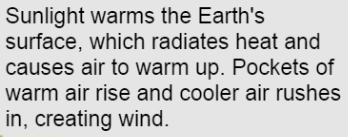 Sunlight warms the Earth's
surface, which radiates heat and
causes air to warm up. Pockets of
warm air rise and cooler air rushes
in, creating wind.